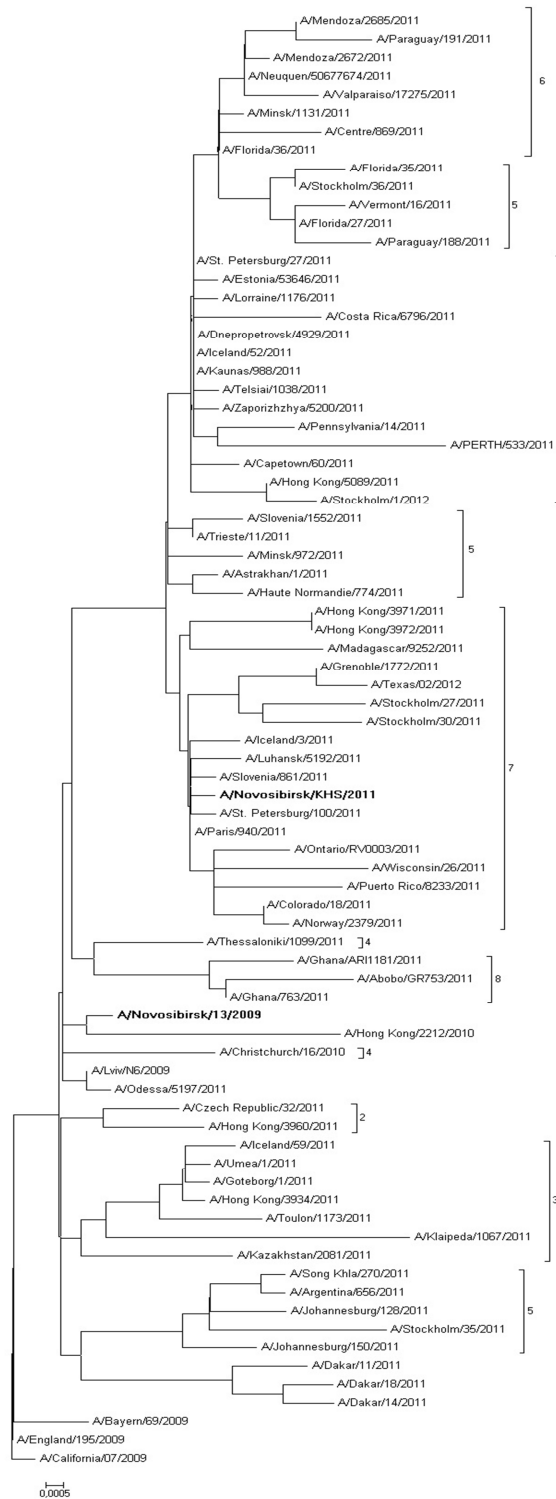 A/Mendoza/2685/2011
A/Paraguay/191/2011
A/Mendoza/2672/2011
A/Neuquen/50677674/2011
A/Valparaiso/17275/2011
A/Minsk/1131/2011
A/Centre/869/2011
A/Florida/36/2011
6
A/Florida/35/2011
A/Stockholm/36/2011
A/Vermont/16/2011
A/Florida/27/2011
A/Paraguay/188/2011
5
A/St. Petersburg/27/2011
A/Estonia/53646/2011
A/Lorraine/1176/2011
A/Costa Rica/6796/2011
A/Dnepropetrovsk/4929/2011
A/Iceland/52/2011
A/Kaunas/988/2011
A/Telsiai/1038/2011
A/Zaporizhzhya/5200/2011
A/Pennsylvania/14/2011
A/PERTH/533/2011
A/Capetown/60/2011
A/Hong Kong/5089/2011
A/Stockholm/1/2012
A/Slovenia/1552/2011
A/Trieste/11/2011
A/Minsk/972/2011
A/Astrakhan/1/2011
A/Haute Normandie/774/2011
5
A/Hong Kong/3971/2011
A/Hong Kong/3972/2011
A/Madagascar/9252/2011
A/Grenoble/1772/2011
A/Texas/02/2012
A/Stockholm/27/2011
A/Stockholm/30/2011
A/Iceland/3/2011
A/Luhansk/5192/2011
A/Slovenia/861/2011
A/Novosibirsk/KHS/2011
A/St. Petersburg/100/2011
A/Paris/940/2011
A/Ontario/RV0003/2011
A/Wisconsin/26/2011
A/Puerto Rico/8233/2011
A/Colorado/18/2011
A/Norway/2379/2011
7
A/Thessaloniki/1099/2011
4
A/Ghana/ARI1181/2011
A/Abobo/GR753/2011
A/Ghana/763/2011
8
A/Novosibirsk/13/2009
A/Hong Kong/2212/2010
A/Christchurch/16/2010
4
A/Lviv/N6/2009
A/Odessa/5197/2011
A/Czech Republic/32/2011
A/Hong Kong/3960/2011
2
A/Iceland/59/2011
A/Umea/1/2011
A/Goteborg/1/2011
A/Hong Kong/3934/2011
A/Toulon/1173/2011
A/Klaipeda/1067/2011
A/Kazakhstan/2081/2011
3
A/Song Khla/270/2011
A/Argentina/656/2011
A/Johannesburg/128/2011
A/Stockholm/35/2011
A/Johannesburg/150/2011
5
A/Dakar/11/2011
A/Dakar/18/2011
A/Dakar/14/2011
A/Bayern/69/2009
A/England/195/2009
A/California/07/2009
0,0005